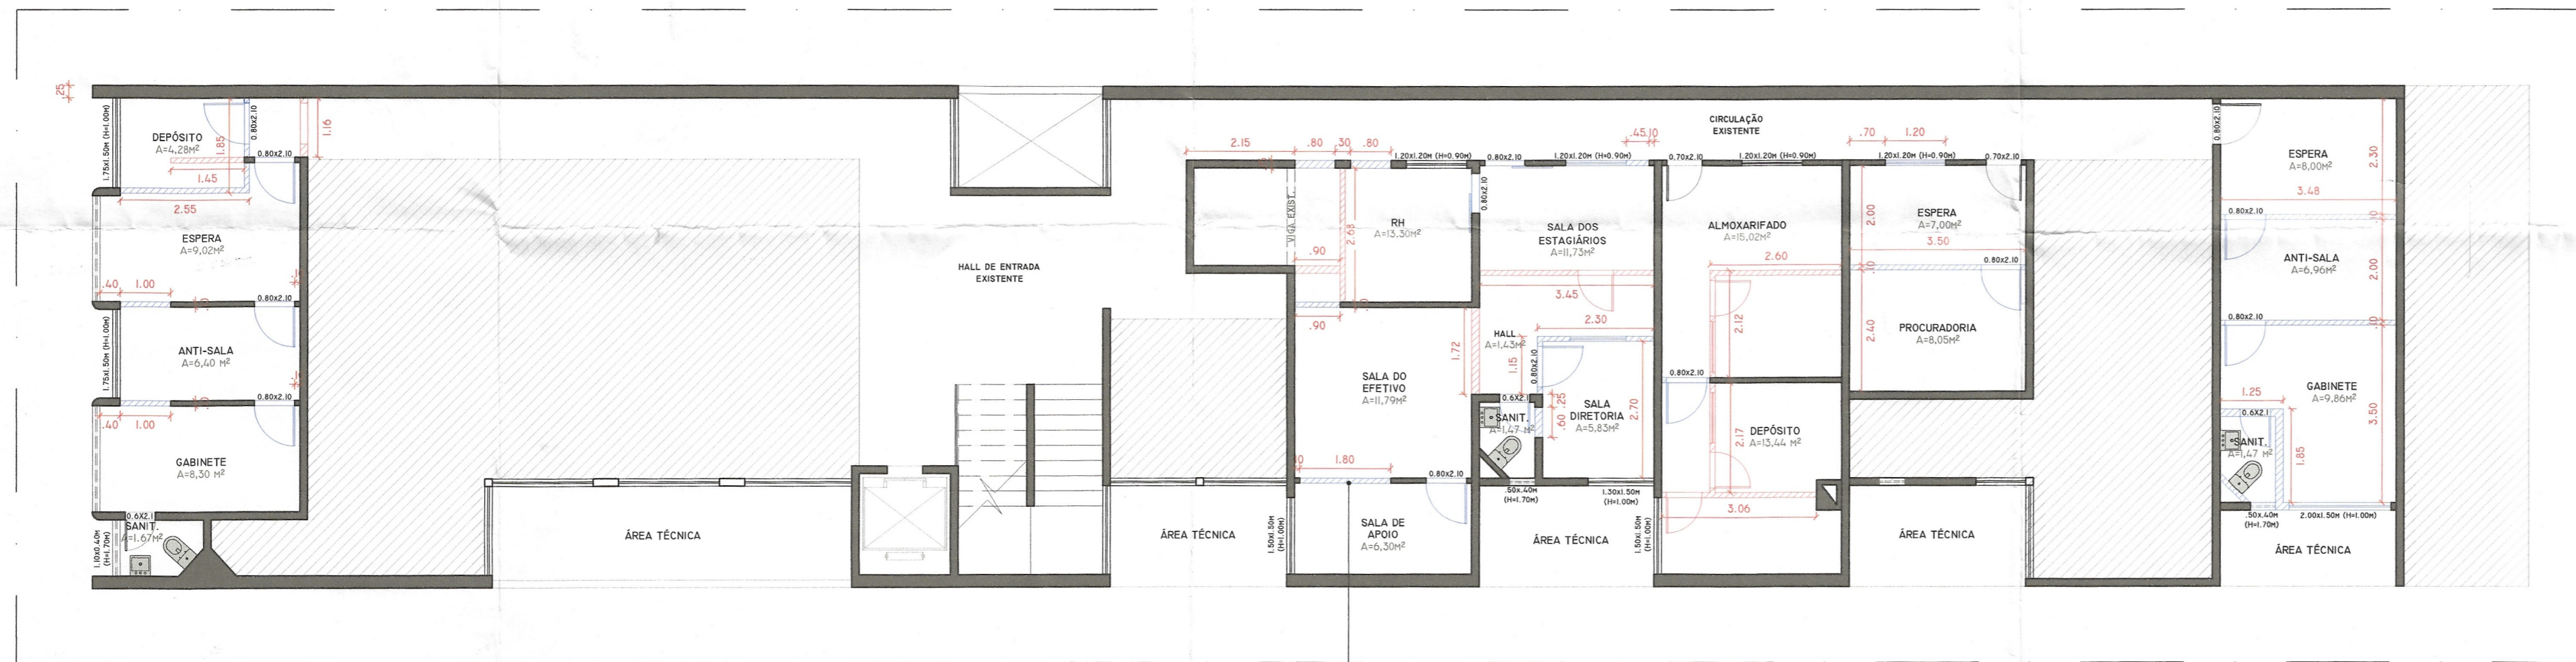 .25
1.75x1.50M (H=1.00M)
DEPÓSITO
A=4,28M²
1.85
0.80x2.10
1.16
0.80x2.10
1.45
2.55
ESPERA
A=9,02M²
.40
1.00
0.80x2.10
1.75x1.50M (H=1.00M)
ANTI-SALA
A=6,40 M²
0.80x2.10
.40
1.00
GABINETE
A=8,30 M²
0.6X2.1
SANIT.
A=1.67M²
1.10x0.40M
(H=1.70M)
ÁREA TÉCNICA
HALL DE ENTRADA
EXISTENTE
ÁREA TÉCNICA
2.15
.80
.30
.80
1.20x1.20M (H=0.90M)
VIGA EXIST.
2.68
RH
A=13.30M²
0.80x2.10
.90
.90
SALA DO
EFETIVO
A=11,79M²
1.72
1.80
0.80x2.10
1.50x1.50M
(H=1.00M)
SALA DE
APOIO
A=6,30M²
0.80x2.10
1.20x1.20M (H=0.90M)
.45
.10
SALA DOS
ESTAGIÁRIOS
A=11,73M²
3.45
2.30
HALL
A=1,43M²
1.15
0.80x2.10
0.6X2.1
SANIT.
A=1,47 M²
.25
.60
SALA
DIRETORIA
A=5,83M²
2.70
.50x.40M
(H=1.70M)
1.30x1.50M
(H=1.00M)
ÁREA TÉCNICA
1.50x1.50M
(H=1.00M)
CIRCULAÇÃO
EXISTENTE
0.70x2.10
1.20x1.20M (H=0.90M)
ALMOXARIFADO
A=15,02M²
2.60
2.12
0.80x2.10
2.17
DEPÓSITO
A=13,44 M²
3.06
.70
1.20
1.20x1.20M (H=0.90M)
0.70x2.10
2.00
ESPERA
A=7,00M²
3.50
.10
0.80x2.10
2.40
PROCURADORIA
A=8,05M²
ÁREA TÉCNICA
0.80x2.10
ESPERA
A=8,00M²
2.30
3.48
0.80x2.10
.10
ANTI-SALA
A=6,96M²
2.00
0.80x2.10
.10
GABINETE
A=9,86M²
1.25
0.6X2.1
3.50
SANIT.
A=1,47 M²
1.85
.50x.40M
(H=1.70M)
2.00x1.50M (H=1.00M)
ÁREA TÉCNICA